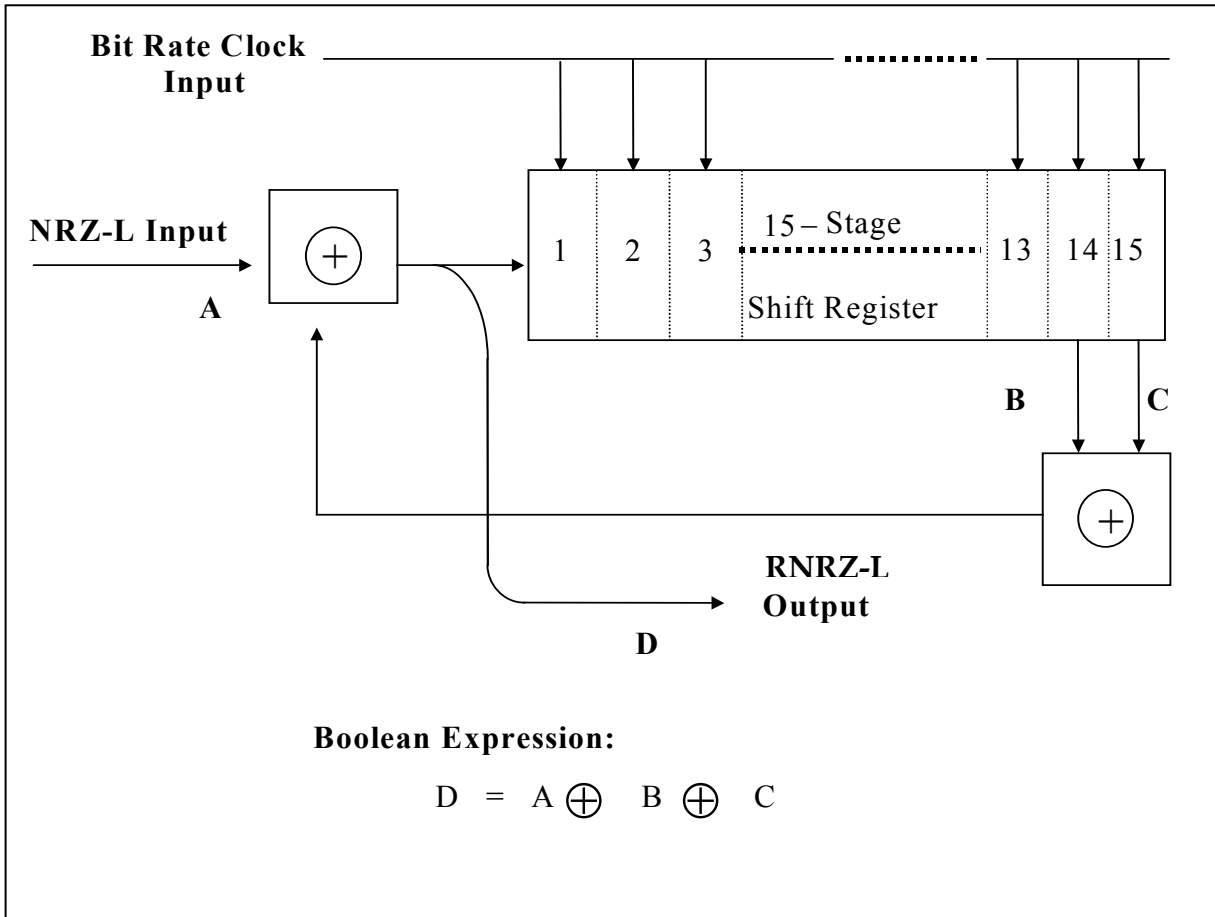 Bit Rate Clock
Input
NRZ-L Input
A
+
1 2 3 15 – Stage 13 14 15
Shift Register
B C
+
RNRZ-L
Output
D
Boolean Expression:
D = A ⊕ B ⊕ C